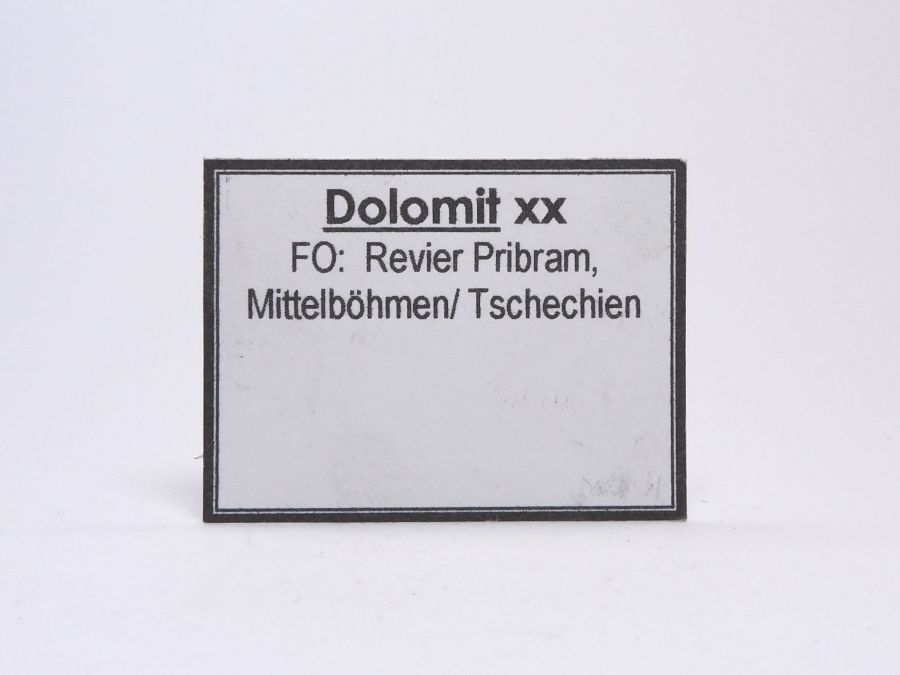 Dolomit xx
FO: Revier Pribram,
Mittelböhmen/ Tschechien